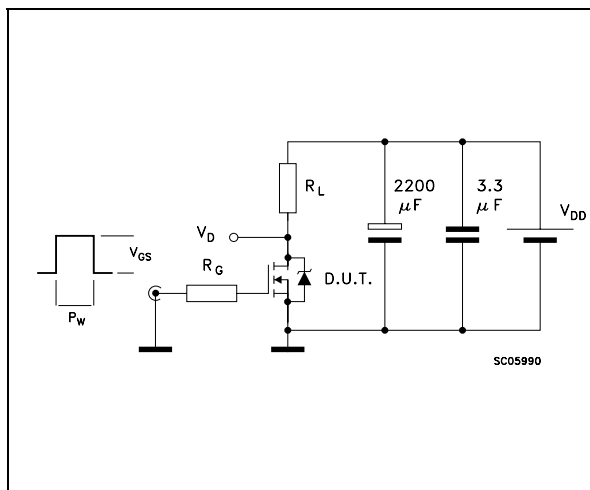 R_L
2200
μF
3.3
μF
V_DD
V_D
V_GS
R_G
D.U.T.
P_W
SC05990